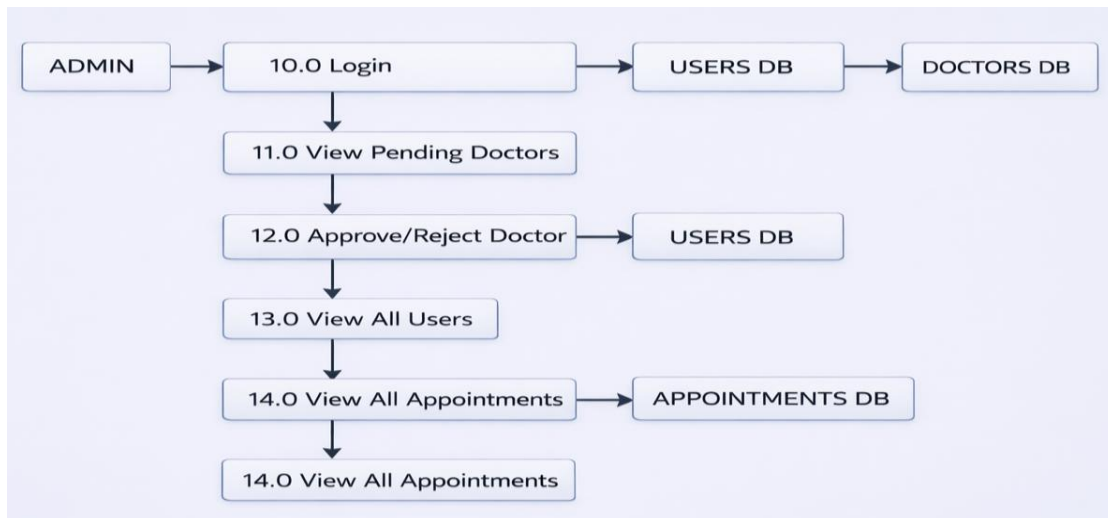 ADMIN
10.0 Login
USERS DB
DOCTORS DB
11.0 View Pending Doctors
12.0 Approve/Reject Doctor
USERS DB
13.0 View All Users
14.0 View All Appointments
APPOINTMENTS DB
14.0 View All Appointments